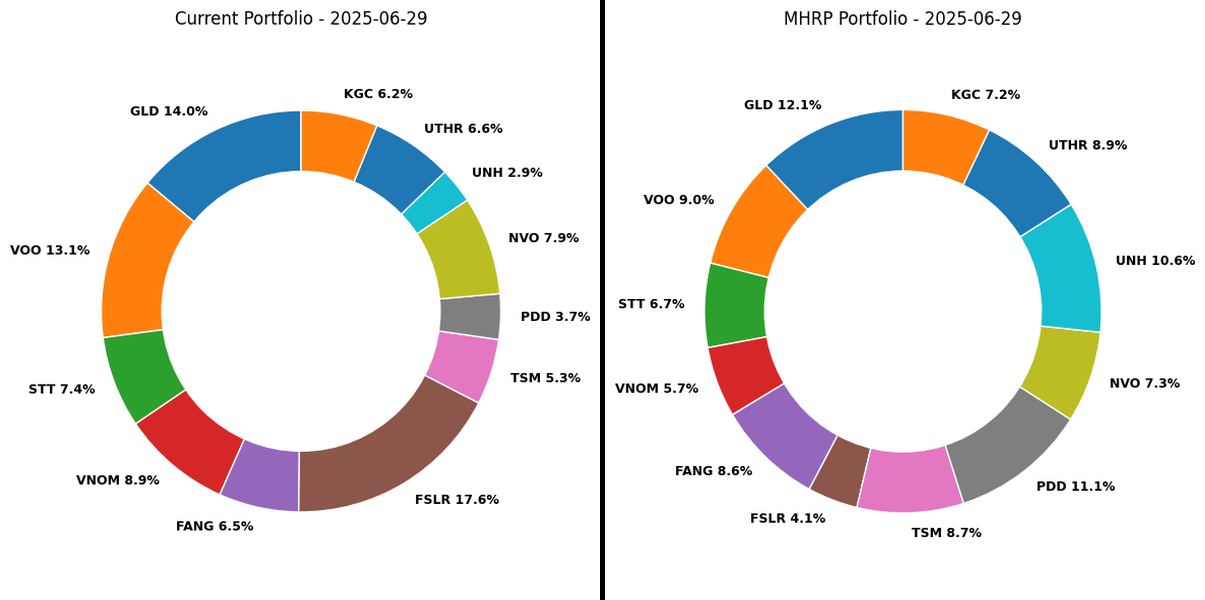 Current Portfolio - 2025-06-29
KGC 6.2%
GLD 14.0%
UTHR 6.6%
UNH 2.9%
NVO 7.9%
VOO 13.1%
PDD 3.7%
TSM 5.3%
STT 7.4%
VNOM 8.9%
FSLR 17.6%
FANG 6.5%
MHRP Portfolio - 2025-06-29
KGC 7.2%
GLD 12.1%
UTHR 8.9%
VOO 9.0%
UNH 10.6%
STT 6.7%
NVO 7.3%
VNOM 5.7%
FANG 8.6%
PDD 11.1%
FSLR 4.1%
TSM 8.7%